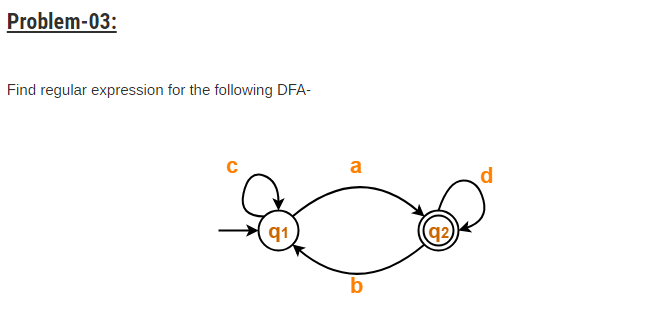 Problem-03:
Find regular expression for the following DFA-
c
a
d
q1
q2
b